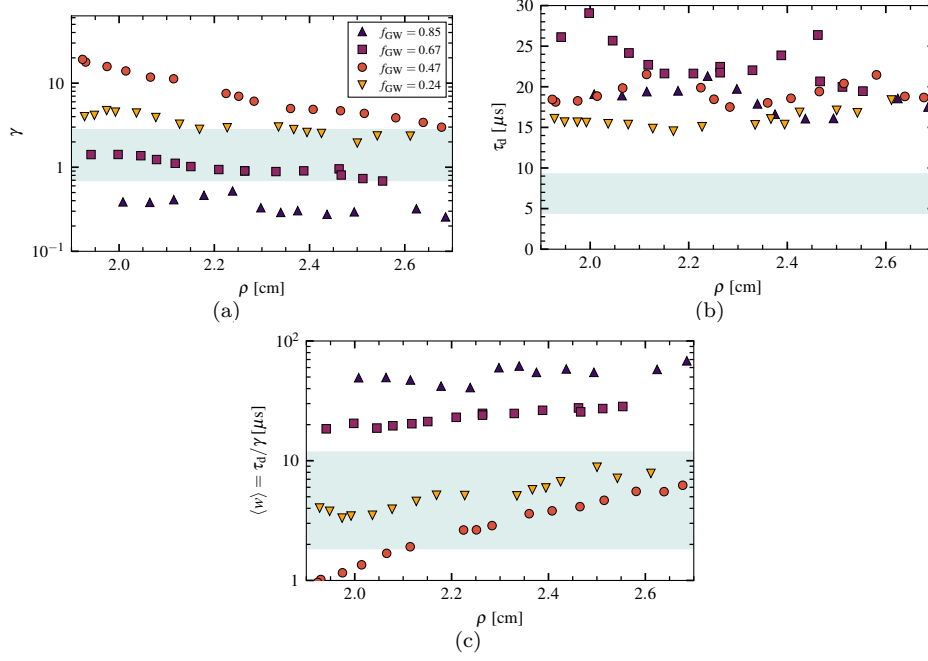 γ
10
1
10⁻¹
f_GW = 0.85
f_GW = 0.67
f_GW = 0.47
f_GW = 0.24
2.0 2.2 2.4 2.6
ρ [cm]
(a)
τ_d [μs]
30
25
20
15
10
5
0
2.0 2.2 2.4 2.6
ρ [cm]
(b)
⟨w⟩ = τ_d/γ [μs]
10²
10
1
2.0 2.2 2.4 2.6
ρ [cm]
(c)